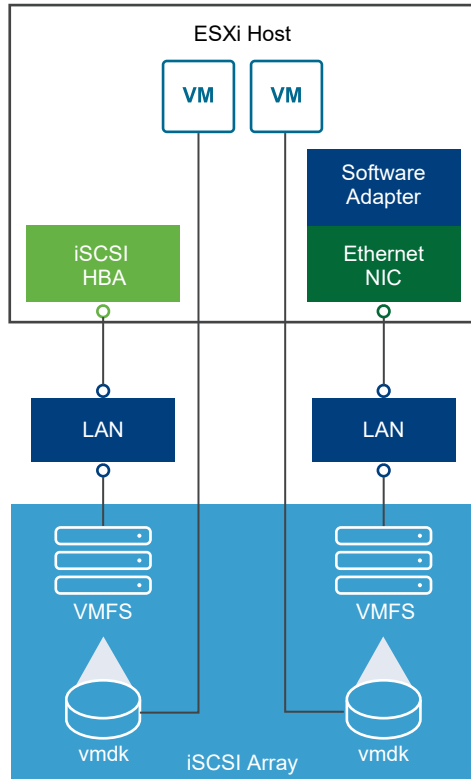 ESXi Host
VM
VM
Software
Adapter
iSCSI
HBA
Ethernet
NIC
LAN
LAN
VMFS
VMFS
vmdk
vmdk
iSCSI Array